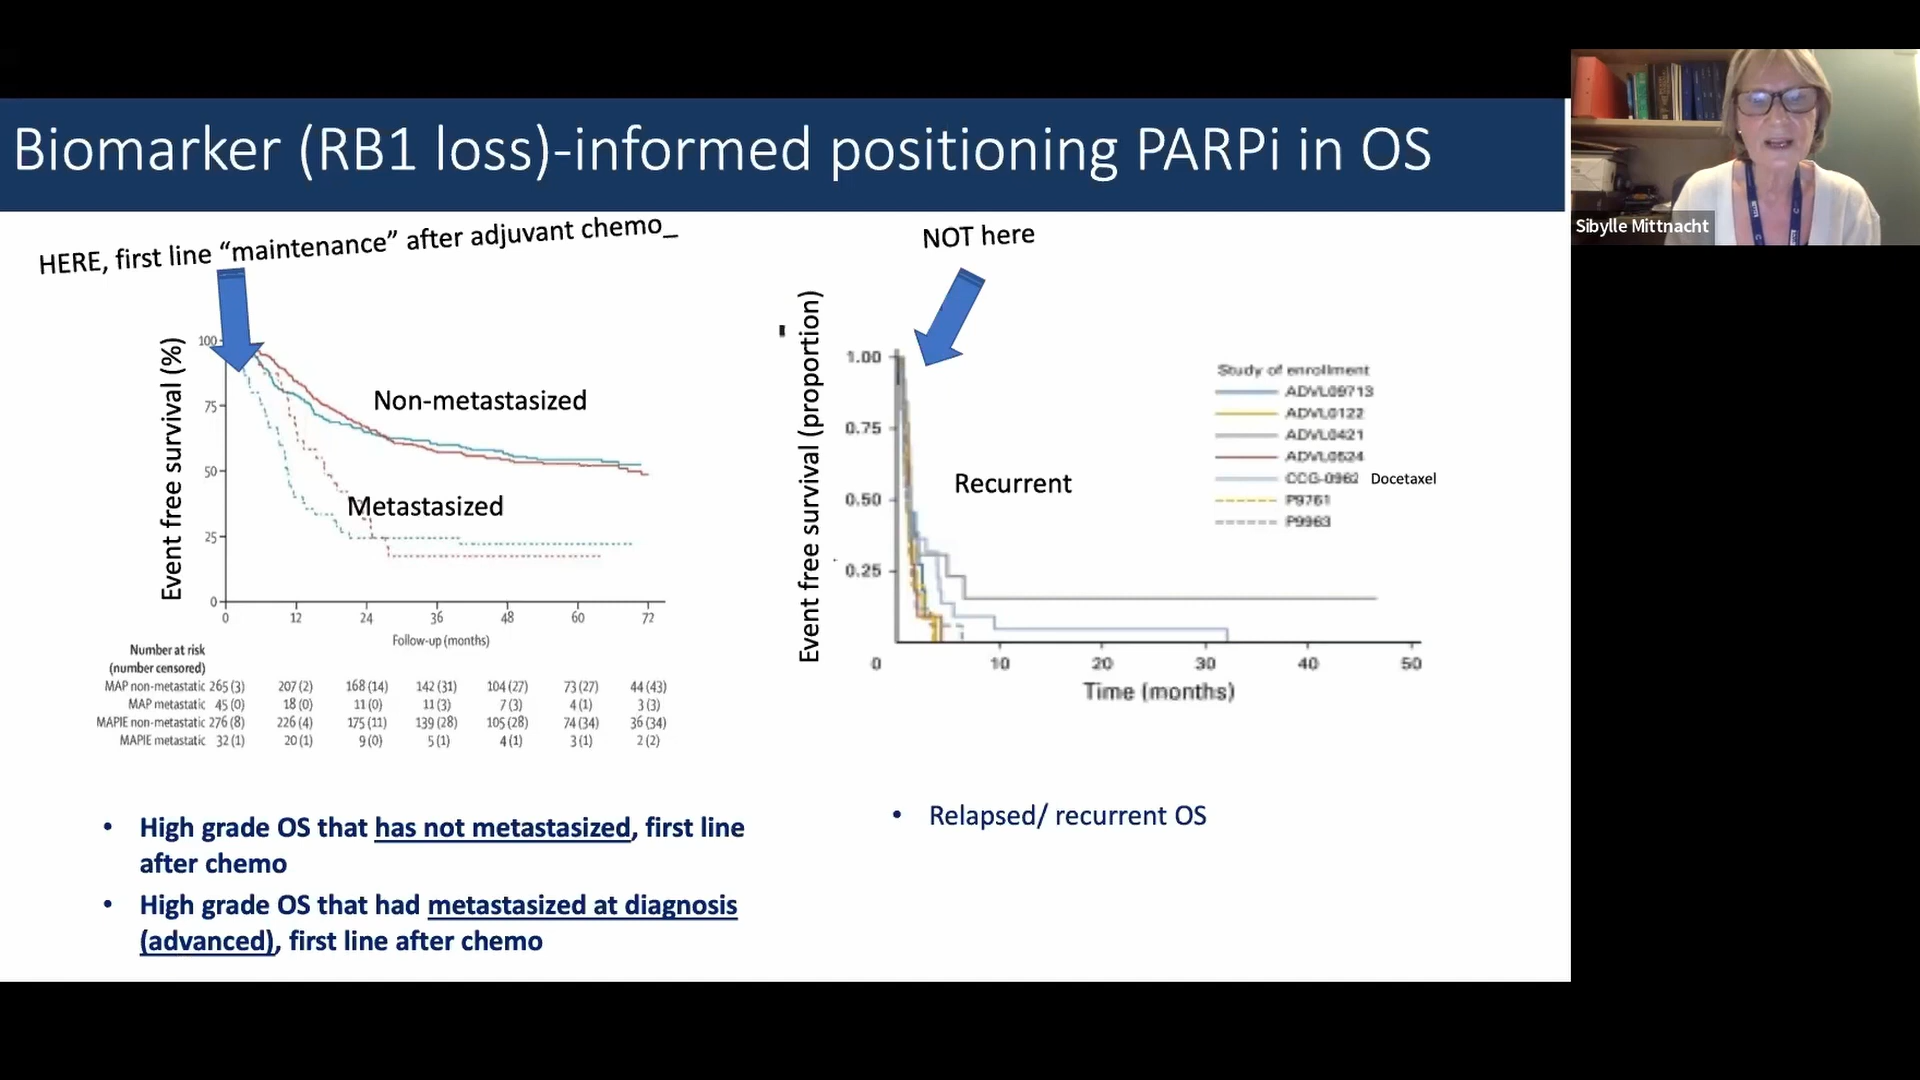 Biomarker (RB1 loss)-informed positioning PARPi in OS
Sibylle Mittnacht
HERE, first line “maintenance” after adjuvant chemo_
Event free survival (%)
100
75
50
25
0
Non-metastasized
Metastasized
0 12 24 36 48 60 72
Follow-up (months)
Number at risk
(number censored)
MAP non-metastatic 265 (3) 207 (2) 168 (14) 142 (31) 104 (27) 73 (27) 44 (43)
MAP metastatic 45 (0) 18 (0) 11 (0) 11 (3) 7 (3) 4 (1) 3 (3)
MAPIE non-metastatic 276 (8) 226 (4) 175 (11) 139 (28) 105 (28) 74 (34) 36 (34)
MAPIE metastatic 32 (1) 20 (1) 9 (0) 5 (1) 4 (1) 3 (1) 2 (2)
• High grade OS that has not metastasized, first line
after chemo
• High grade OS that had metastasized at diagnosis
(advanced), first line after chemo
NOT here
Event free survival (proportion)
1.00
0.75
0.50
0.25
Recurrent
Study of enrollment
ADVL09713
ADVL0122
ADVL0421
ADVL0524
CCG-0962 Docetaxel
P9761
P9963
0 10 20 30 40 50
Time (months)
• Relapsed/ recurrent OS